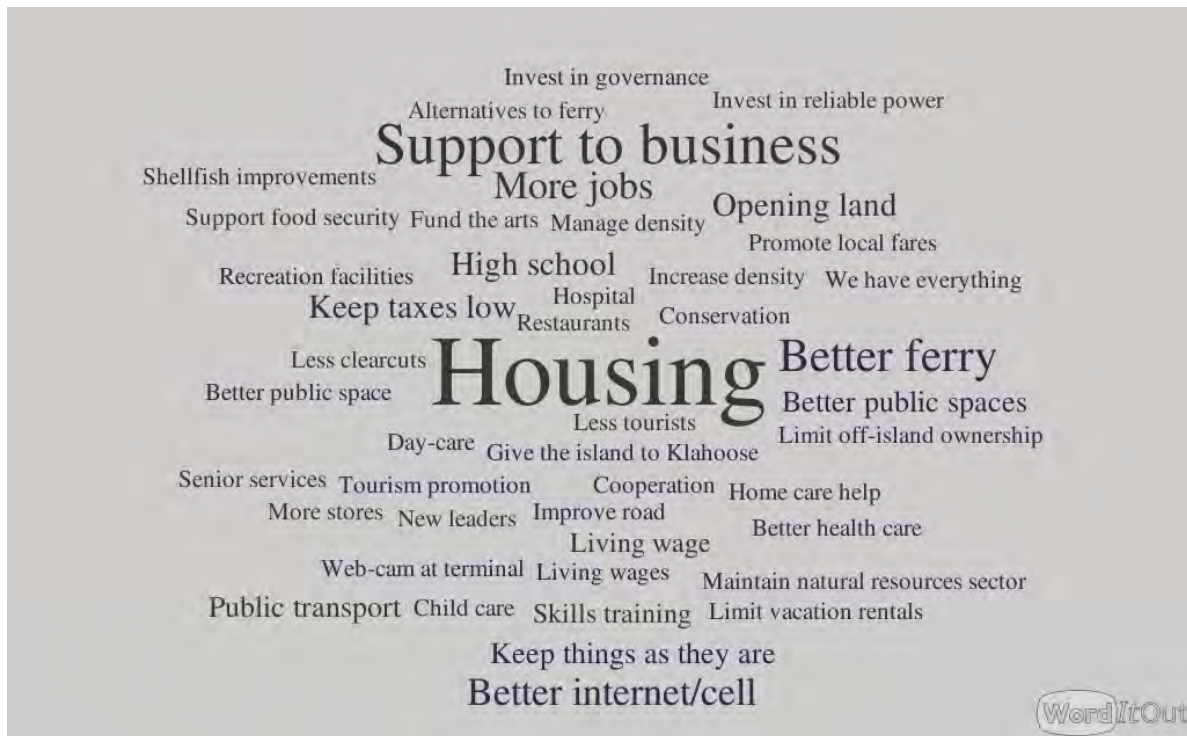 Invest in governance
Invest in reliable power
Alternatives to ferry
Support to business
Shellfish improvements
More jobs
Opening land
Support food security
Fund the arts
Manage density
Promote local fares
High school
Recreation facilities
Increase density
We have everything
Hospital
Keep taxes low
Restaurants
Conservation
Less clearcuts
Housing
Better ferry
Better public space
Better public spaces
Less tourists
Limit off-island ownership
Day-care
Give the island to Klahoose
Senior services
Tourism promotion
Cooperation
Home care help
More stores
New leaders
Improve road
Better health care
Living wage
Web-cam at terminal
Living wages
Maintain natural resources sector
Public transport
Child care
Skills training
Limit vacation rentals
Keep things as they are
Better internet/cell
WordItOut